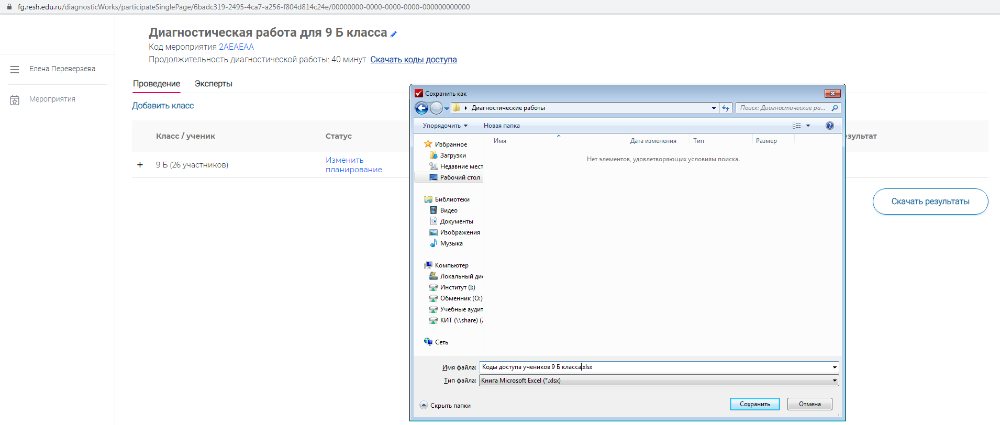 fg.resh.edu.ru/diagnosticWorks/participateSinglePage/6badc319-2495-4ca7-a256-f804d814c24e/00000000-0000-0000-0000-000000000000
Диагностическая работа для 9 Б класса
Код мероприятия 2AEAEAA
Продолжительность диагностической работы: 40 минут Скачать коды доступа
Елена Переверзева
Мероприятия
Проведение Эксперты
Добавить класс
Класс / ученик Статус
езультат
9 Б (26 участников)
Изменить
планирование
Скачать результаты
Сохранить как
Диагностические работы
Поиск: Диагностические ра...
Упорядочить Новая папка
Имя Дата изменения Тип Размер
Нет элементов, удовлетворяющих условиям поиска.
Избранное
Загрузки
Недавние мест
Рабочий стол
Библиотеки
Видео
Документы
Изображения
Музыка
Компьютер
Локальный дис
Институт (I:)
Обменник (O:)
Учебные аудит
КИТ (\\share) (Z
Сеть
Имя файла: Коды доступа учеников 9 Б класса.xlsx
Тип файла: Книга Microsoft Excel (*.xlsx)
Скрыть папки
Сохранить Отмена